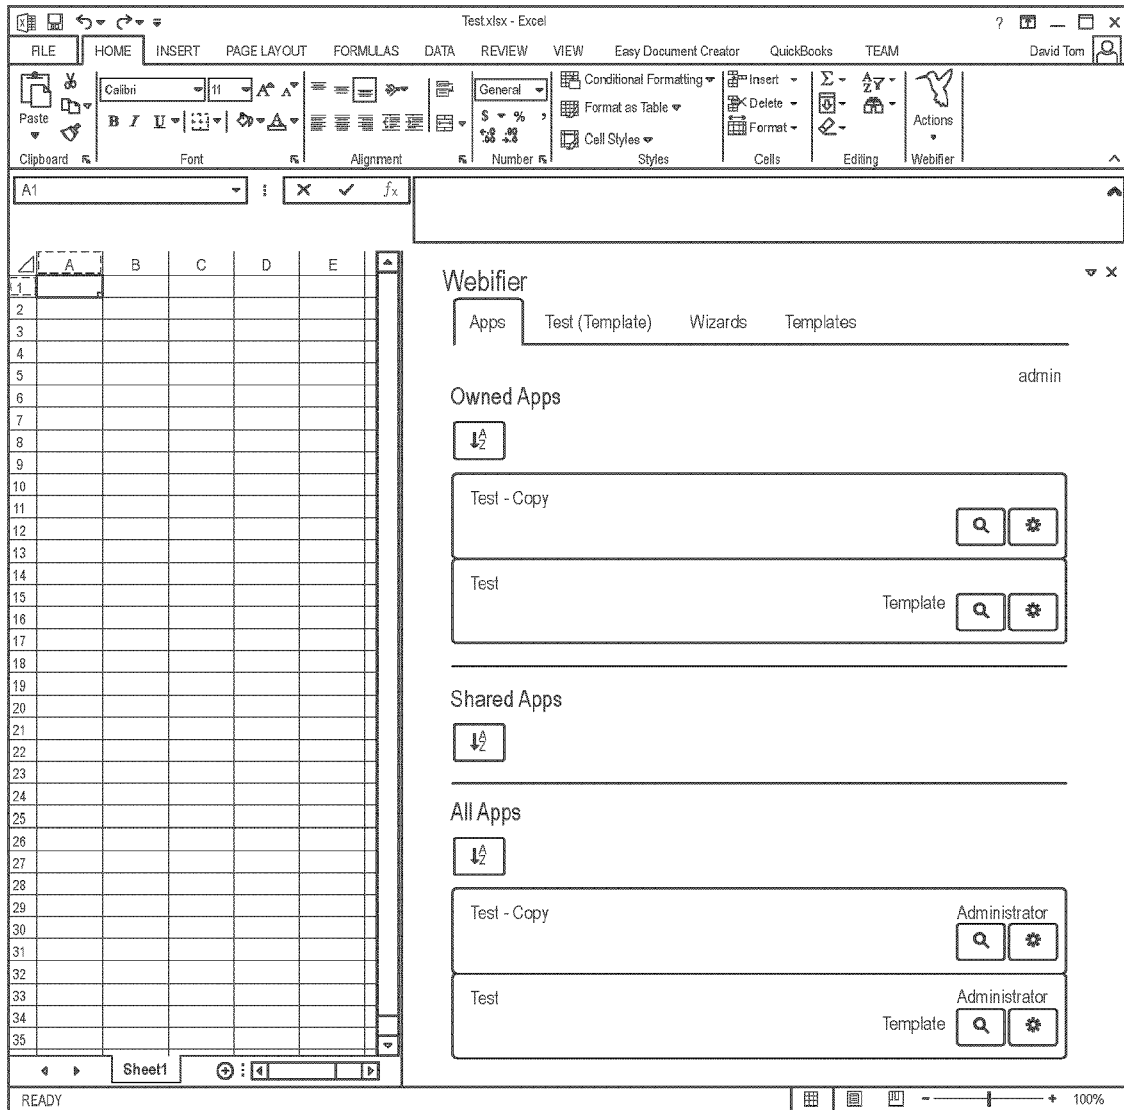 Test.xlsx - Excel
?
FILE HOME INSERT PAGE LAYOUT FORMULAS DATA REVIEW VIEW Easy Document Creator QuickBooks TEAM David Tom
Paste
Calibri 11
B I U
A A
A
General
$ % ,
Conditional Formatting
Format as Table
Cell Styles
Insert
Delete
Format
Actions
Clipboard Font Alignment Number Styles Cells Editing Webifier
A1 fx
A B C D E
1
2
3
4
5
6
7
8
9
10
11
12
13
14
15
16
17
18
19
20
21
22
23
24
25
26
27
28
29
30
31
32
33
34
35
Sheet1
Webifier
Apps Test (Template) Wizards Templates
admin
Owned Apps
AZ
Test - Copy
Test
Template
Shared Apps
AZ
All Apps
AZ
Test - Copy Administrator
Test Administrator
Template
READY 100%